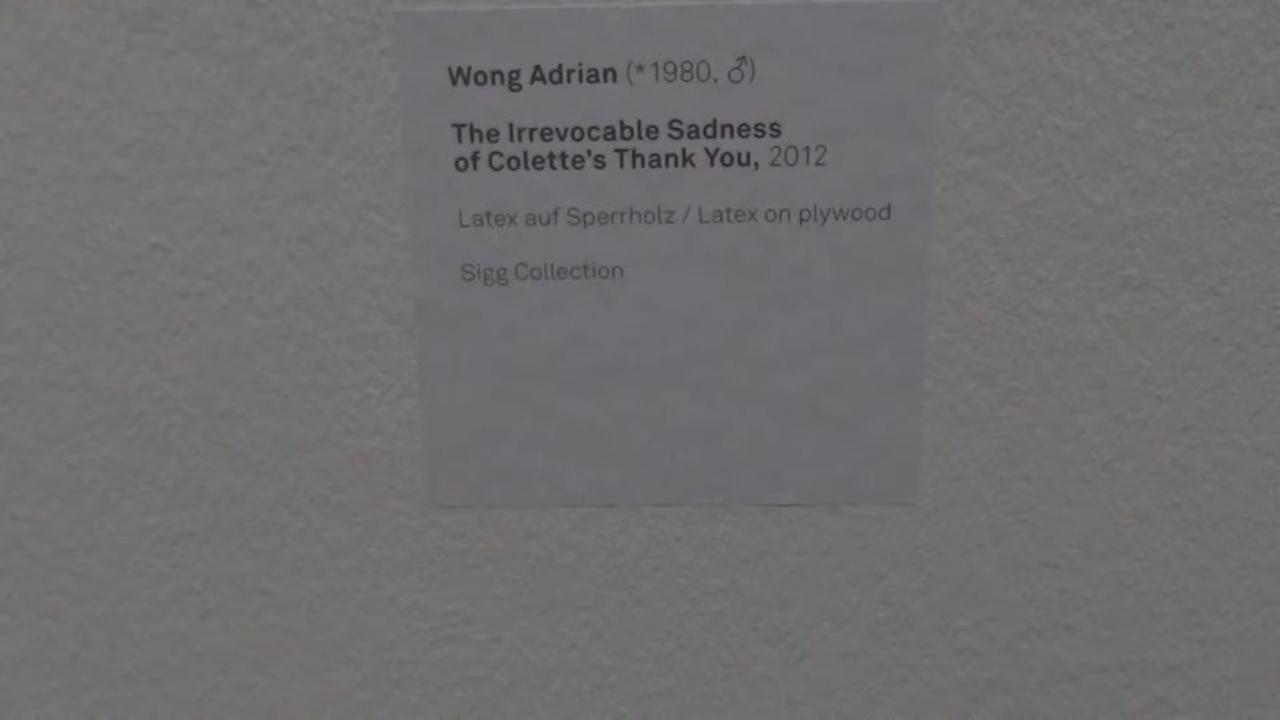 Wong Adrian (*1980, ♂)
The Irrevocable Sadness
of Colette's Thank You, 2012
Latex auf Sperrholz / Latex on plywood
Sigg Collection